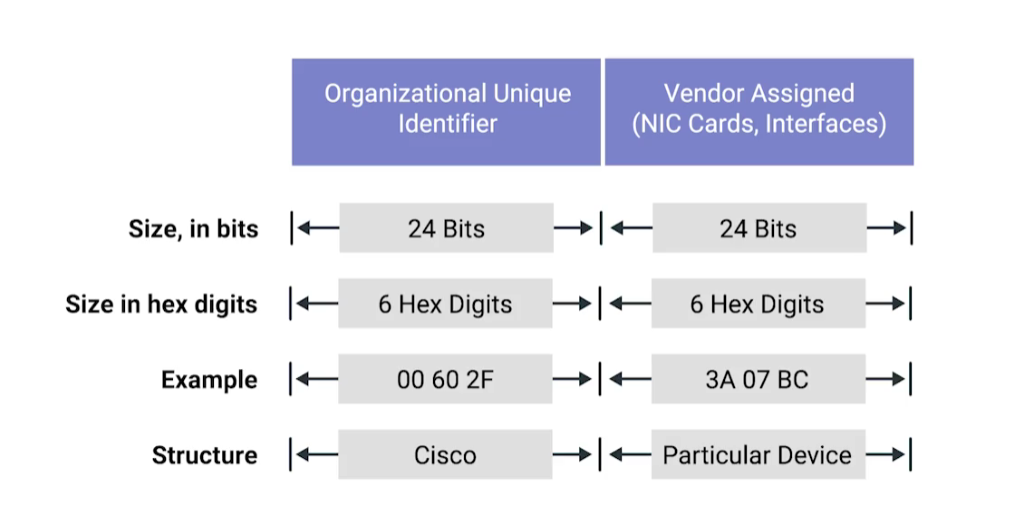 Organizational Unique
Identifier
Vendor Assigned
(NIC Cards, Interfaces)
Size, in bits 24 Bits 24 Bits
Size in hex digits 6 Hex Digits 6 Hex Digits
Example 00 60 2F 3A 07 BC
Structure Cisco Particular Device